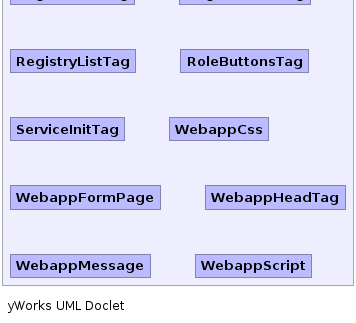 RegistryListTag RoleButtonsTag
ServiceInitTag WebappCss
WebappFormPage WebappHeadTag
WebappMessage WebappScript
yWorks UML Doclet